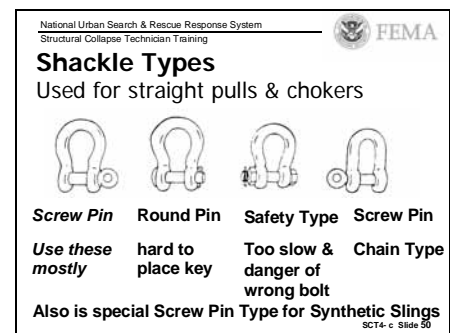 National Urban Search & Rescue Response System
Structural Collapse Technician Training
FEMA
Shackle Types
Used for straight pulls & chokers
Screw Pin Round Pin Safety Type Screw Pin
Use these hard to Too slow & Chain Type
mostly place key danger of
wrong bolt
Also is special Screw Pin Type for Synthetic Slings
SCT4- c Slide 50